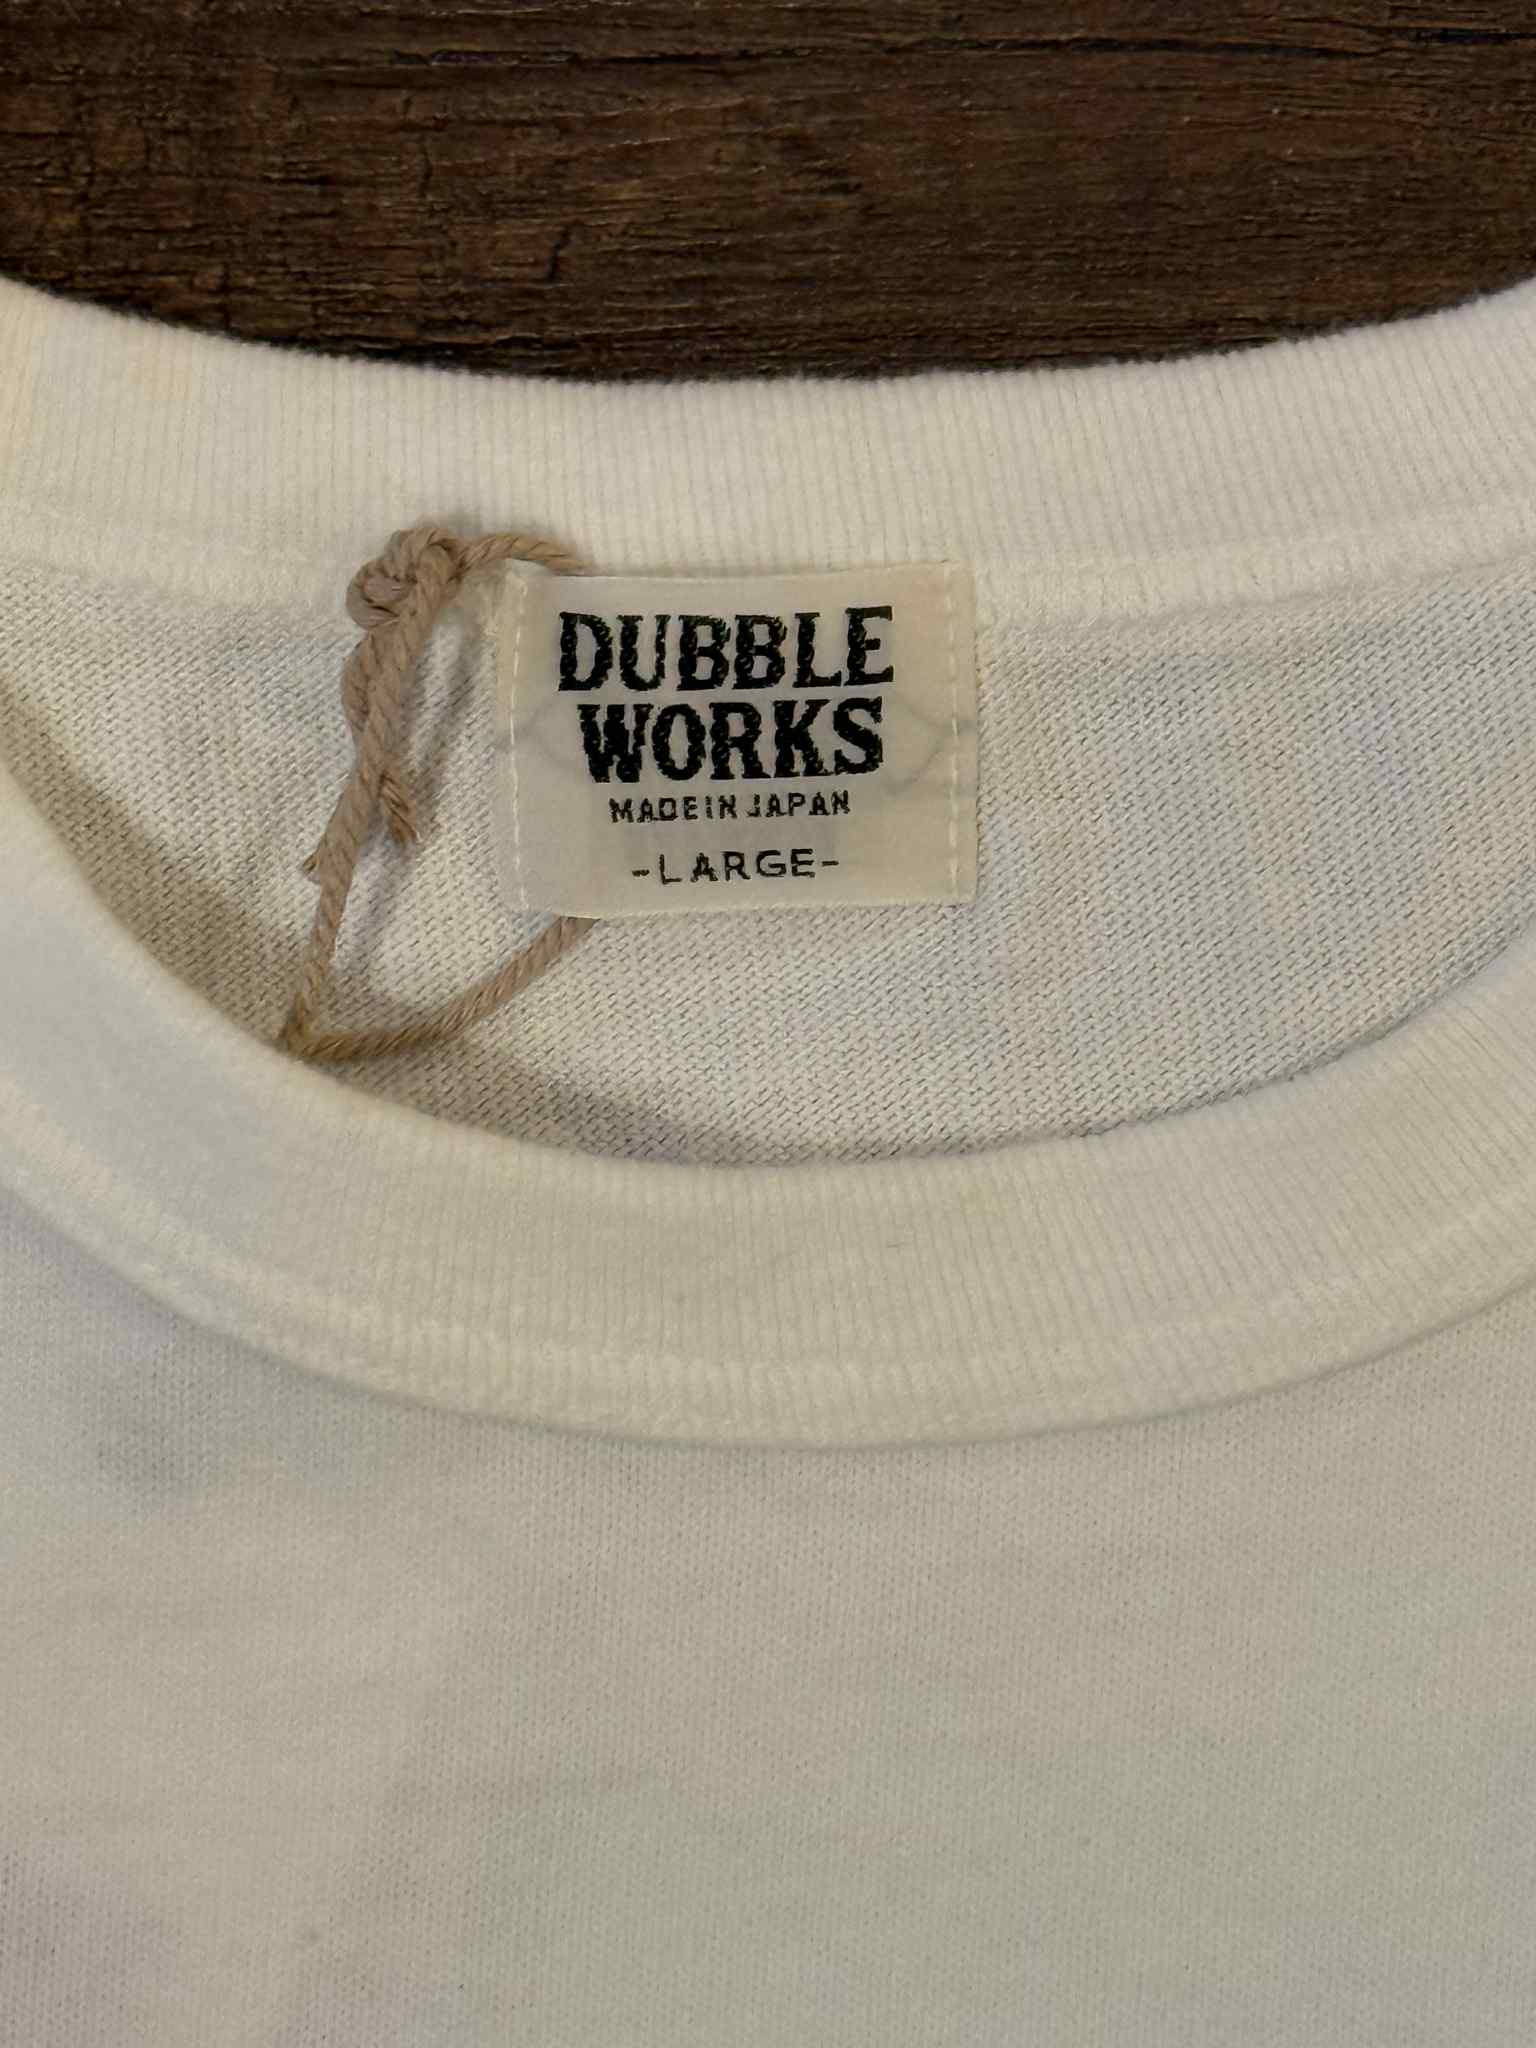 DUBBLE
WORKS
MADE IN JAPAN
-LARGE-